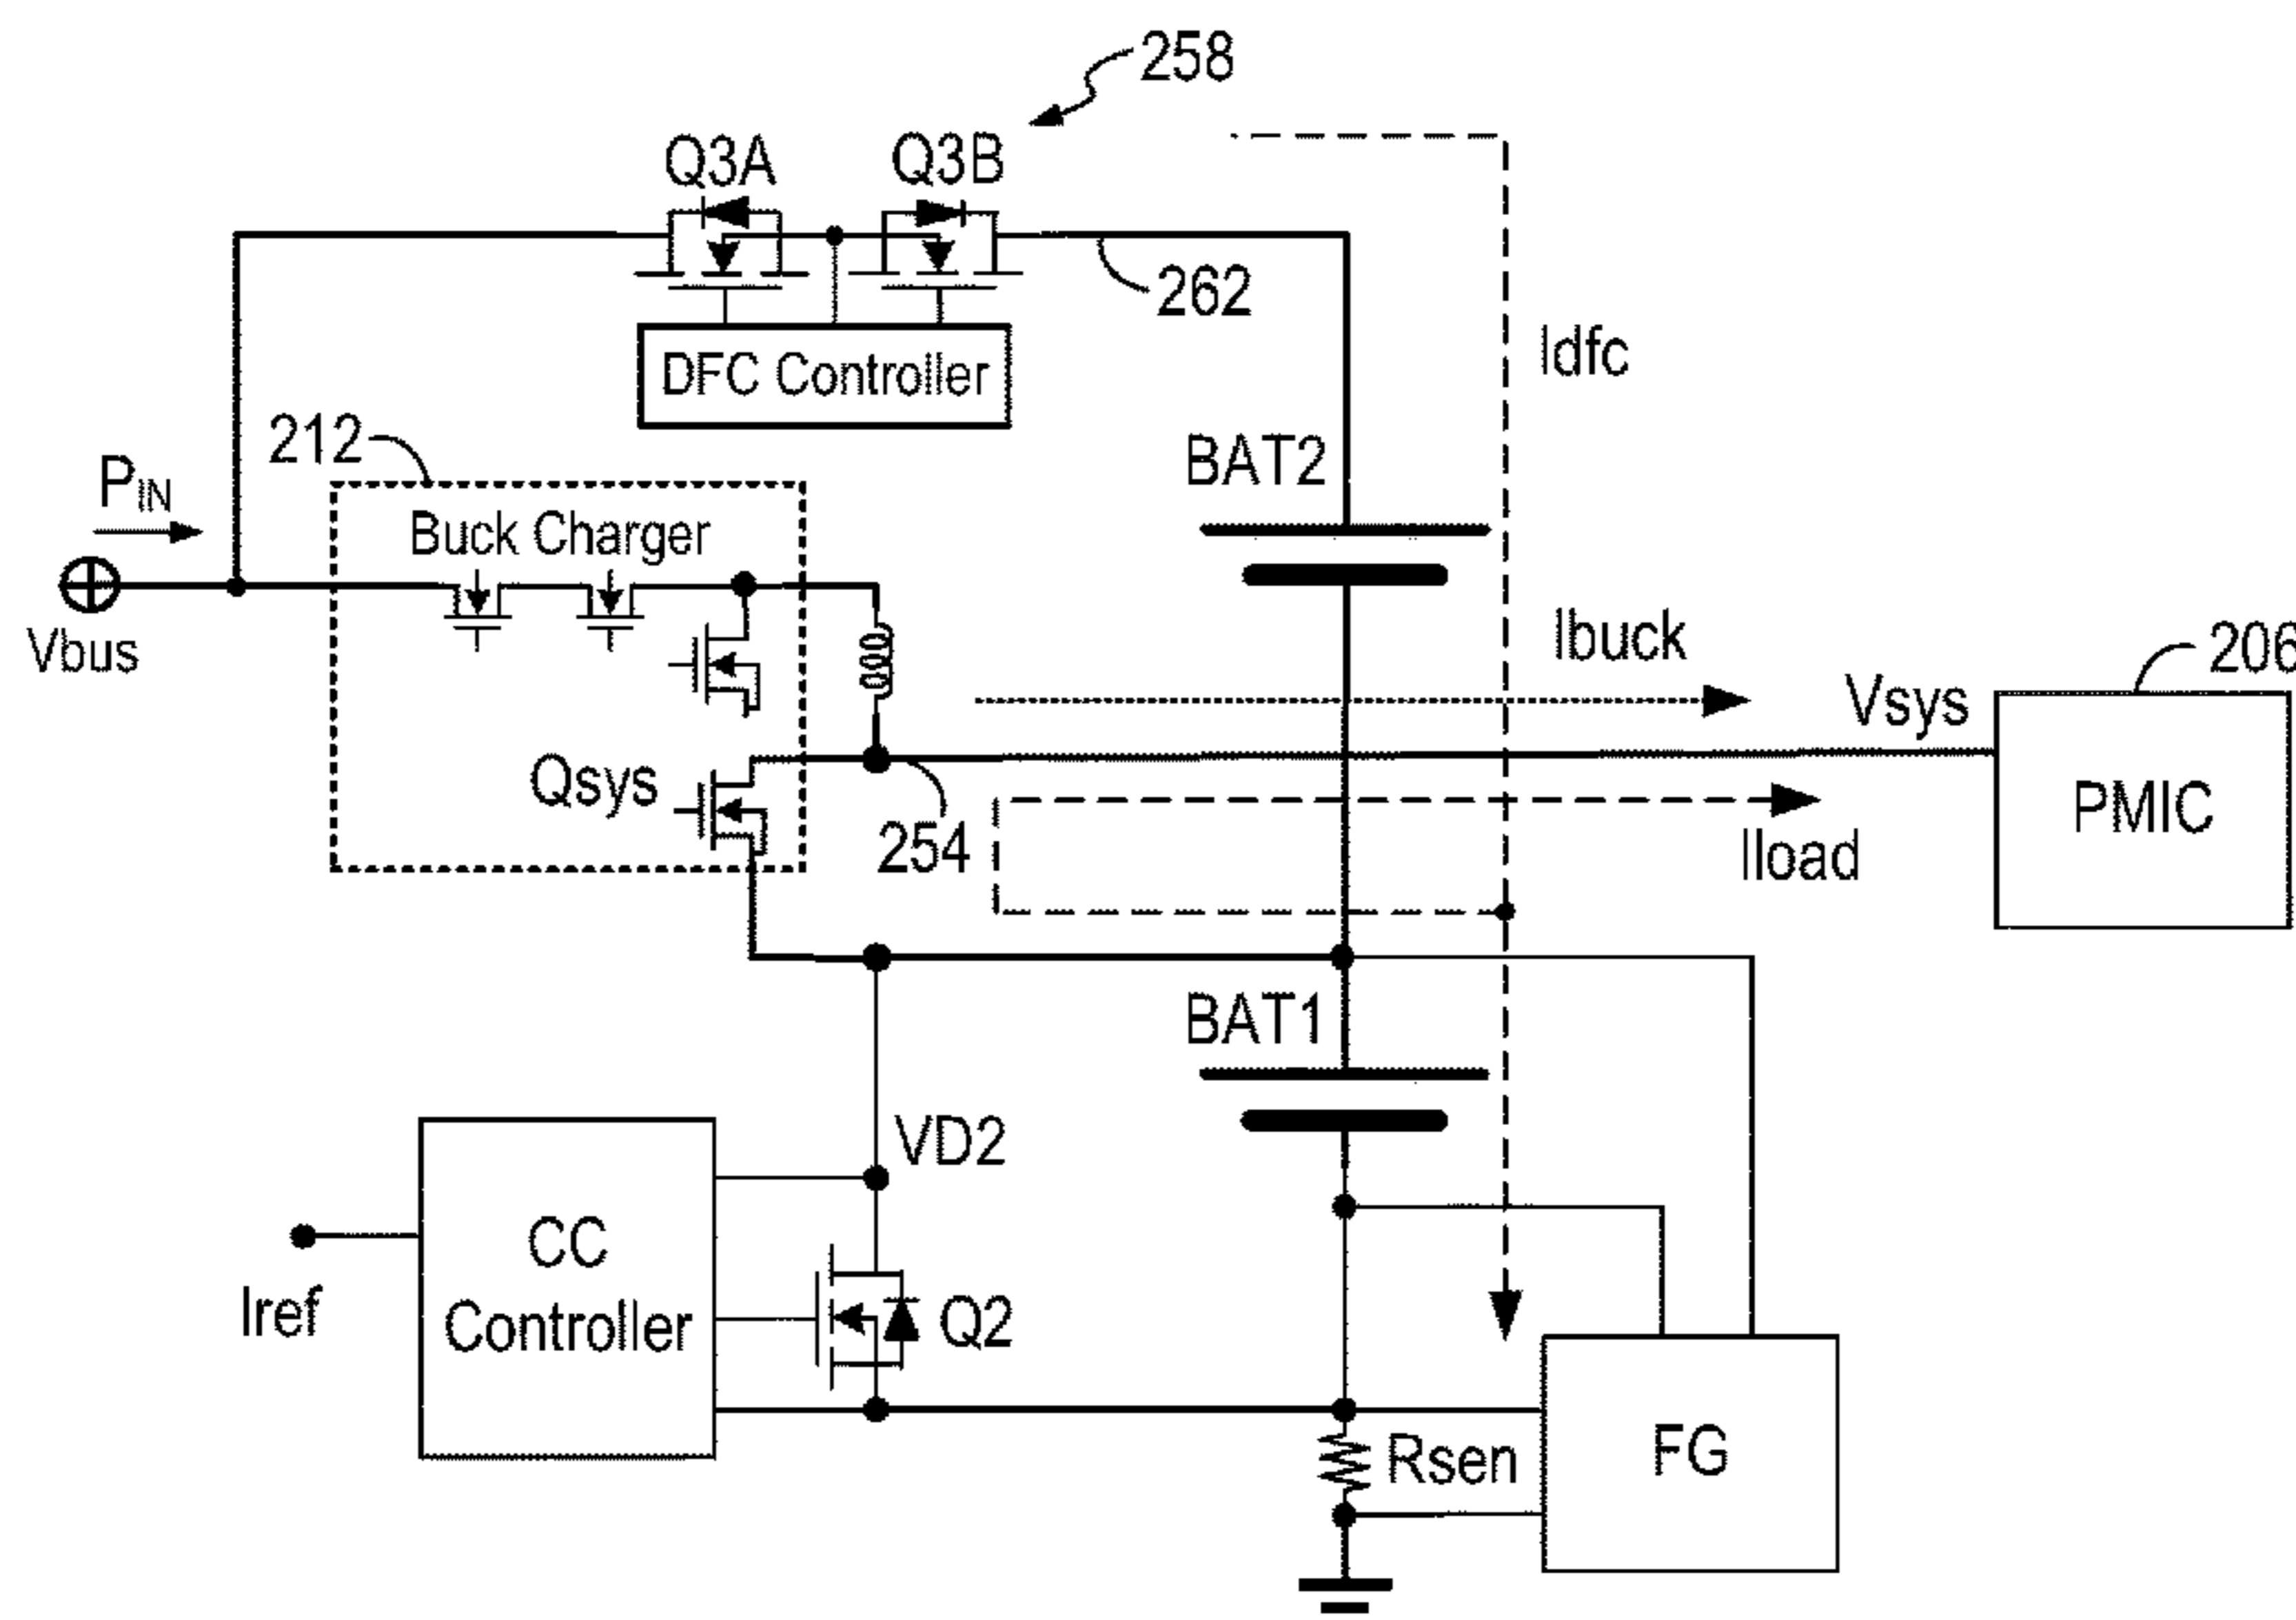 258
Q3A
Q3B
262
DFC Controller
Idfc
212
BAT2
PIN
Buck Charger
Vbus
Ibuck
206
Vsys
Qsys
254
PMIC
Iload
BAT1
VD2
CC
Controller
Iref
Q2
Rsen
FG